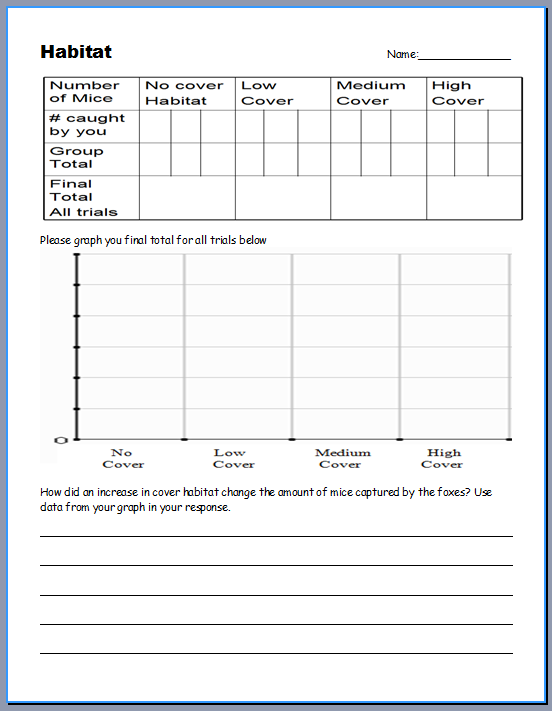 Habitat
Name:_______________
Number of Mice
No cover Habitat
Low Cover
Medium Cover
High Cover
# caught by you
Group Total
Final Total All trials
Please graph you final total for all trials below
0
No Cover
Low Cover
Medium Cover
High Cover
How did an increase in cover habitat change the amount of mice captured by the foxes? Use
data from your graph in your response.